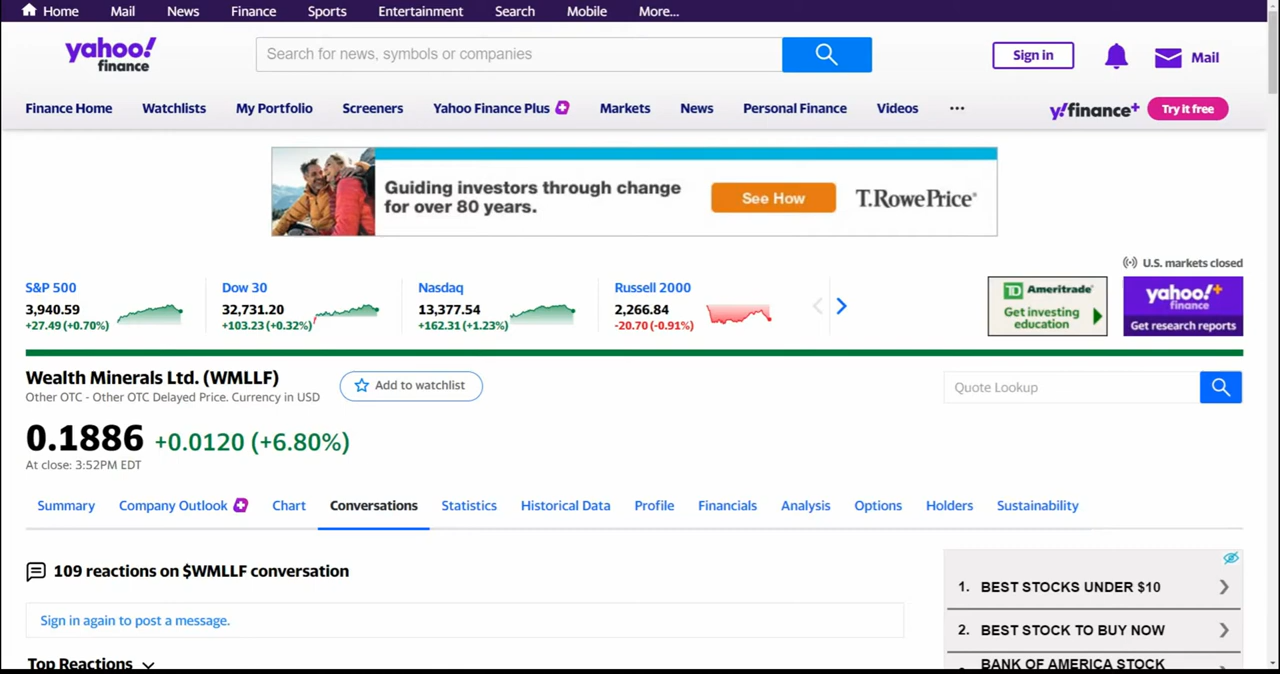 Home Mail News Finance Sports Entertainment Search Mobile More...
yahoo!
finance
Search for news, symbols or companies
Sign in
Mail
Finance Home Watchlists My Portfolio Screeners Yahoo Finance Plus Markets News Personal Finance Videos ...
y!finance+ Try it free
Guiding investors through change
for over 80 years.
See How
T.RowePrice
U.S. markets closed
S&P 500
3,940.59
+27.49 (+0.70%)
Dow 30
32,731.20
+103.23 (+0.32%)
Nasdaq
13,377.54
+162.31 (+1.23%)
Russell 2000
2,266.84
-20.70 (-0.91%)
TD Ameritrade
Get investing
education
yahoo!+
finance
Get research reports
Wealth Minerals Ltd. (WMLLF)
Other OTC - Other OTC Delayed Price. Currency in USD
Add to watchlist
Quote Lookup
0.1886 +0.0120 (+6.80%)
At close: 3:52PM EDT
Summary Company Outlook Chart Conversations Statistics Historical Data Profile Financials Analysis Options Holders Sustainability
109 reactions on $WMLLF conversation
Sign in again to post a message.
Top Reactions
1. BEST STOCKS UNDER $10
2. BEST STOCK TO BUY NOW
BANK OF AMERICA STOCK